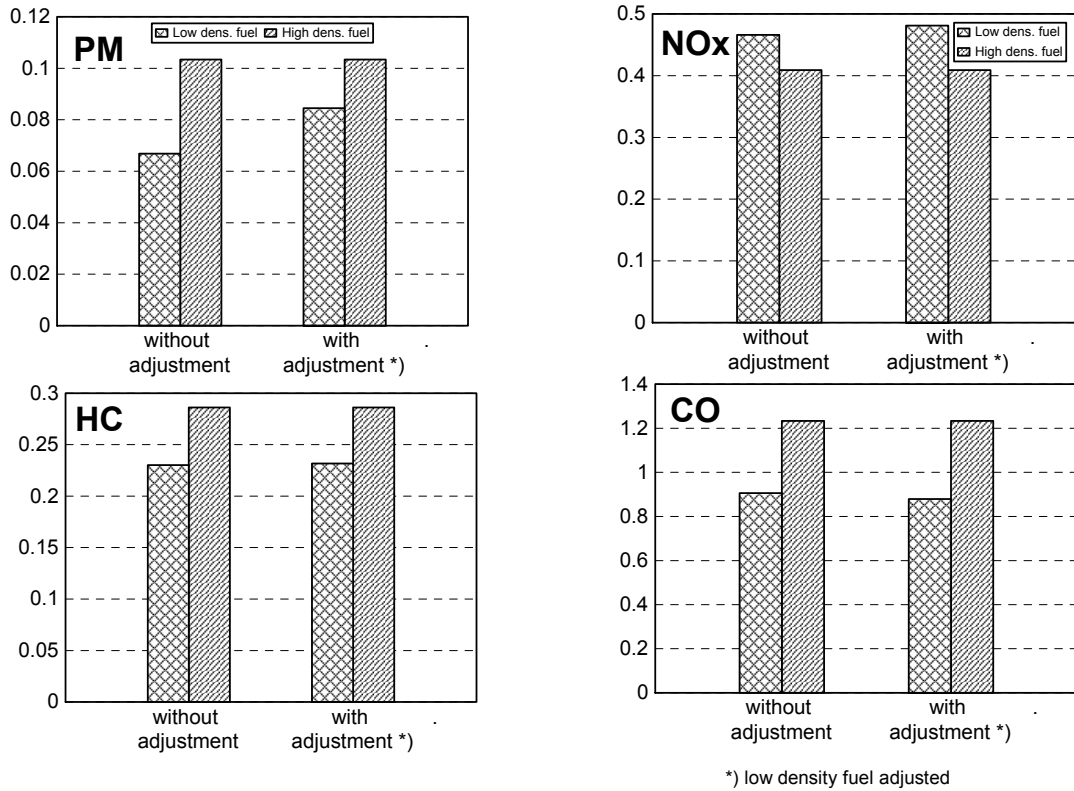 PM
Low dens. fuel High dens. fuel
0.12
0.1
0.08
0.06
0.04
0.02
0
without
adjustment
with
adjustment *)
.
NOx
Low dens. fuel
High dens. fuel
0.5
0.4
0.3
0.2
0.1
0
without
adjustment
with
adjustment *)
.
HC
0.3
0.25
0.2
0.15
0.1
0.05
0
without
adjustment
with
adjustment *)
.
CO
1.4
1.2
1
0.8
0.6
0.4
0.2
0
without
adjustment
with
adjustment *)
.
*) low density fuel adjusted